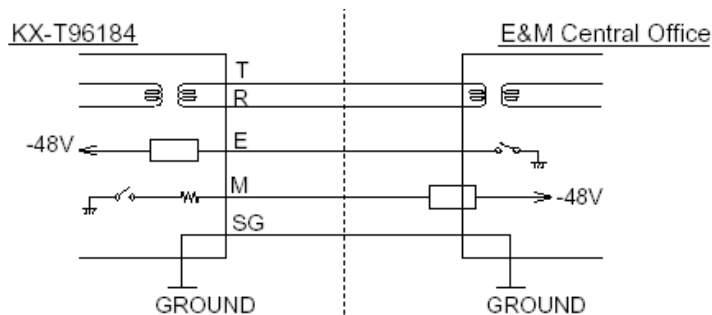 KX-T96184
E&M Central Office
T
R
-48V
E
M
-48V
SG
GROUND
GROUND